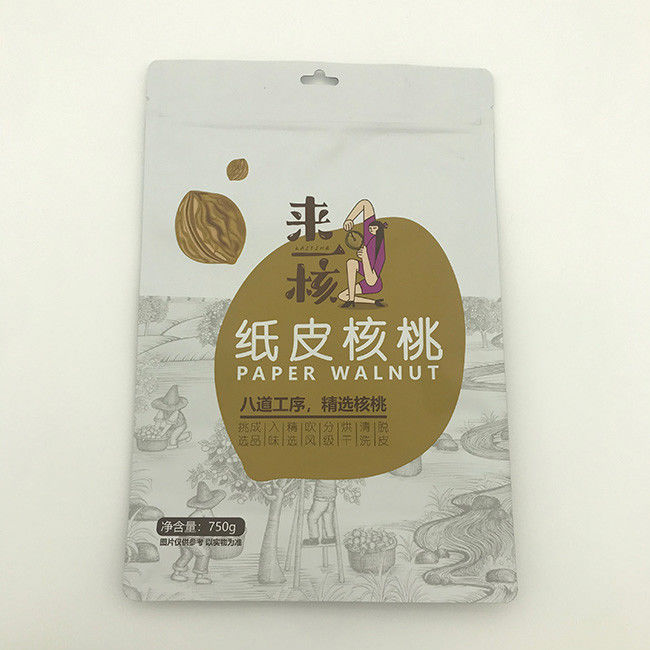 来一核
纸皮核桃
PAPER WALNUT
八道工序，精选核桃
脱皮
清洗
烘干
分级
吹风
精选
入味
成品
挑选
净含量：750g
图片仅供参考 以实物为准